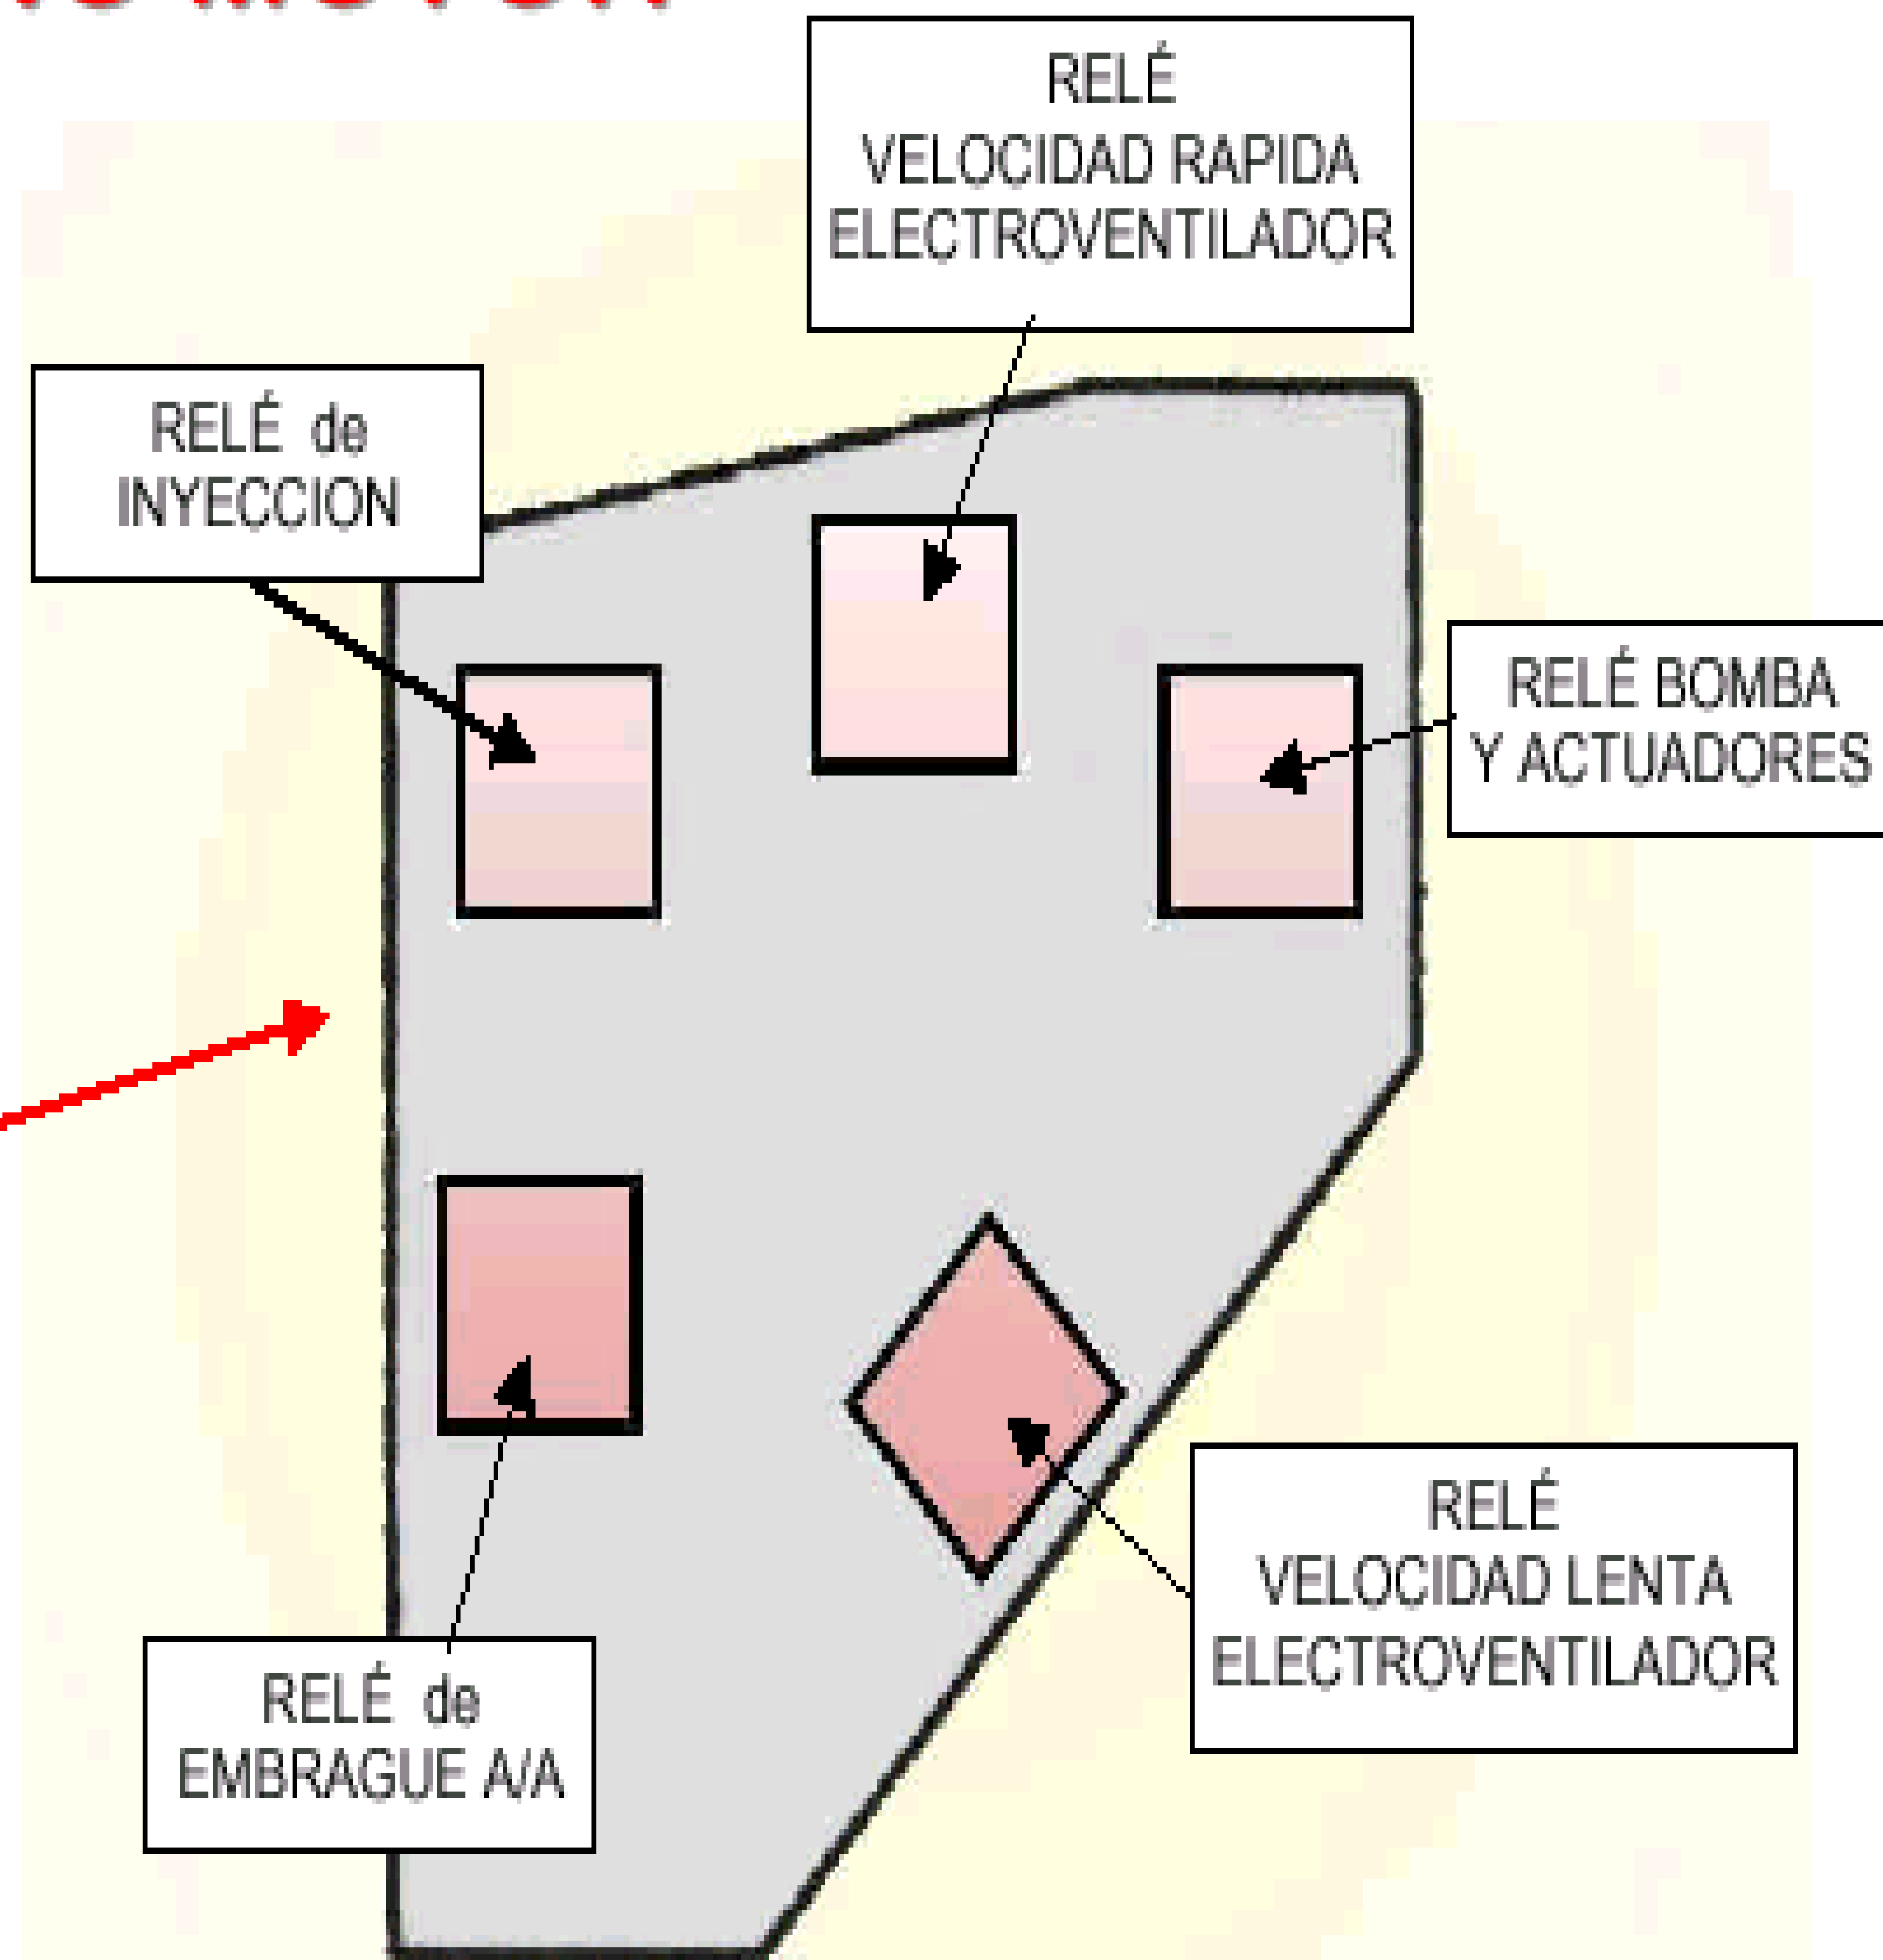 RELÉ
VELOCIDAD RAPIDA
ELECTROVENTILADOR
RELÉ de
INYECCION
RELÉ BOMBA
Y ACTUADORES
RELÉ
VELOCIDAD LENTA
ELECTROVENTILADOR
RELÉ de
EMBRAGUE A/A